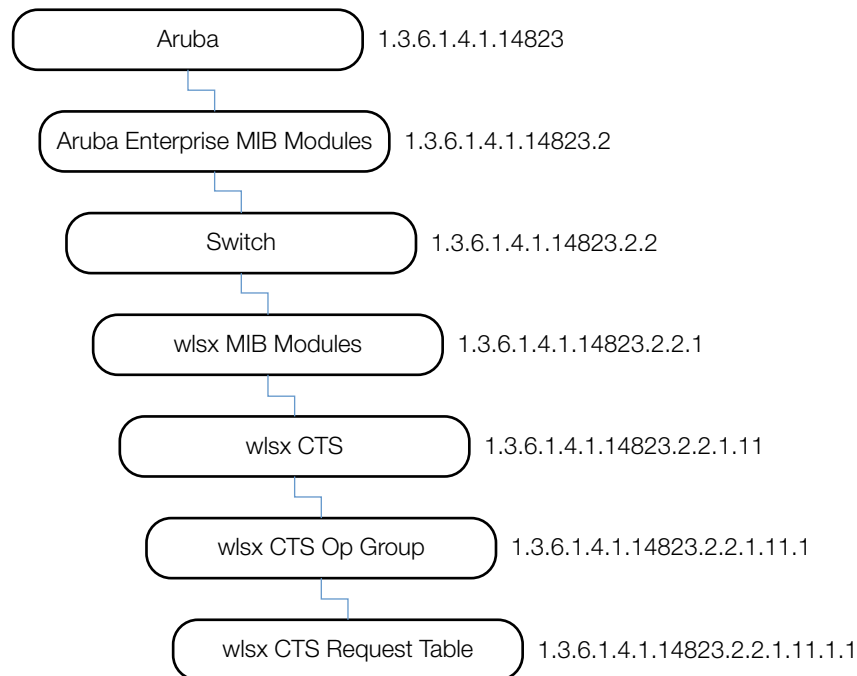 Aruba 1.3.6.1.4.1.14823
Aruba Enterprise MIB Modules 1.3.6.1.4.1.14823.2
Switch 1.3.6.1.4.1.14823.2.2
wlsx MIB Modules 1.3.6.1.4.1.14823.2.2.1
wlsx CTS 1.3.6.1.4.1.14823.2.2.1.11
wlsx CTS Op Group 1.3.6.1.4.1.14823.2.2.1.11.1
wlsx CTS Request Table 1.3.6.1.4.1.14823.2.2.1.11.1.1